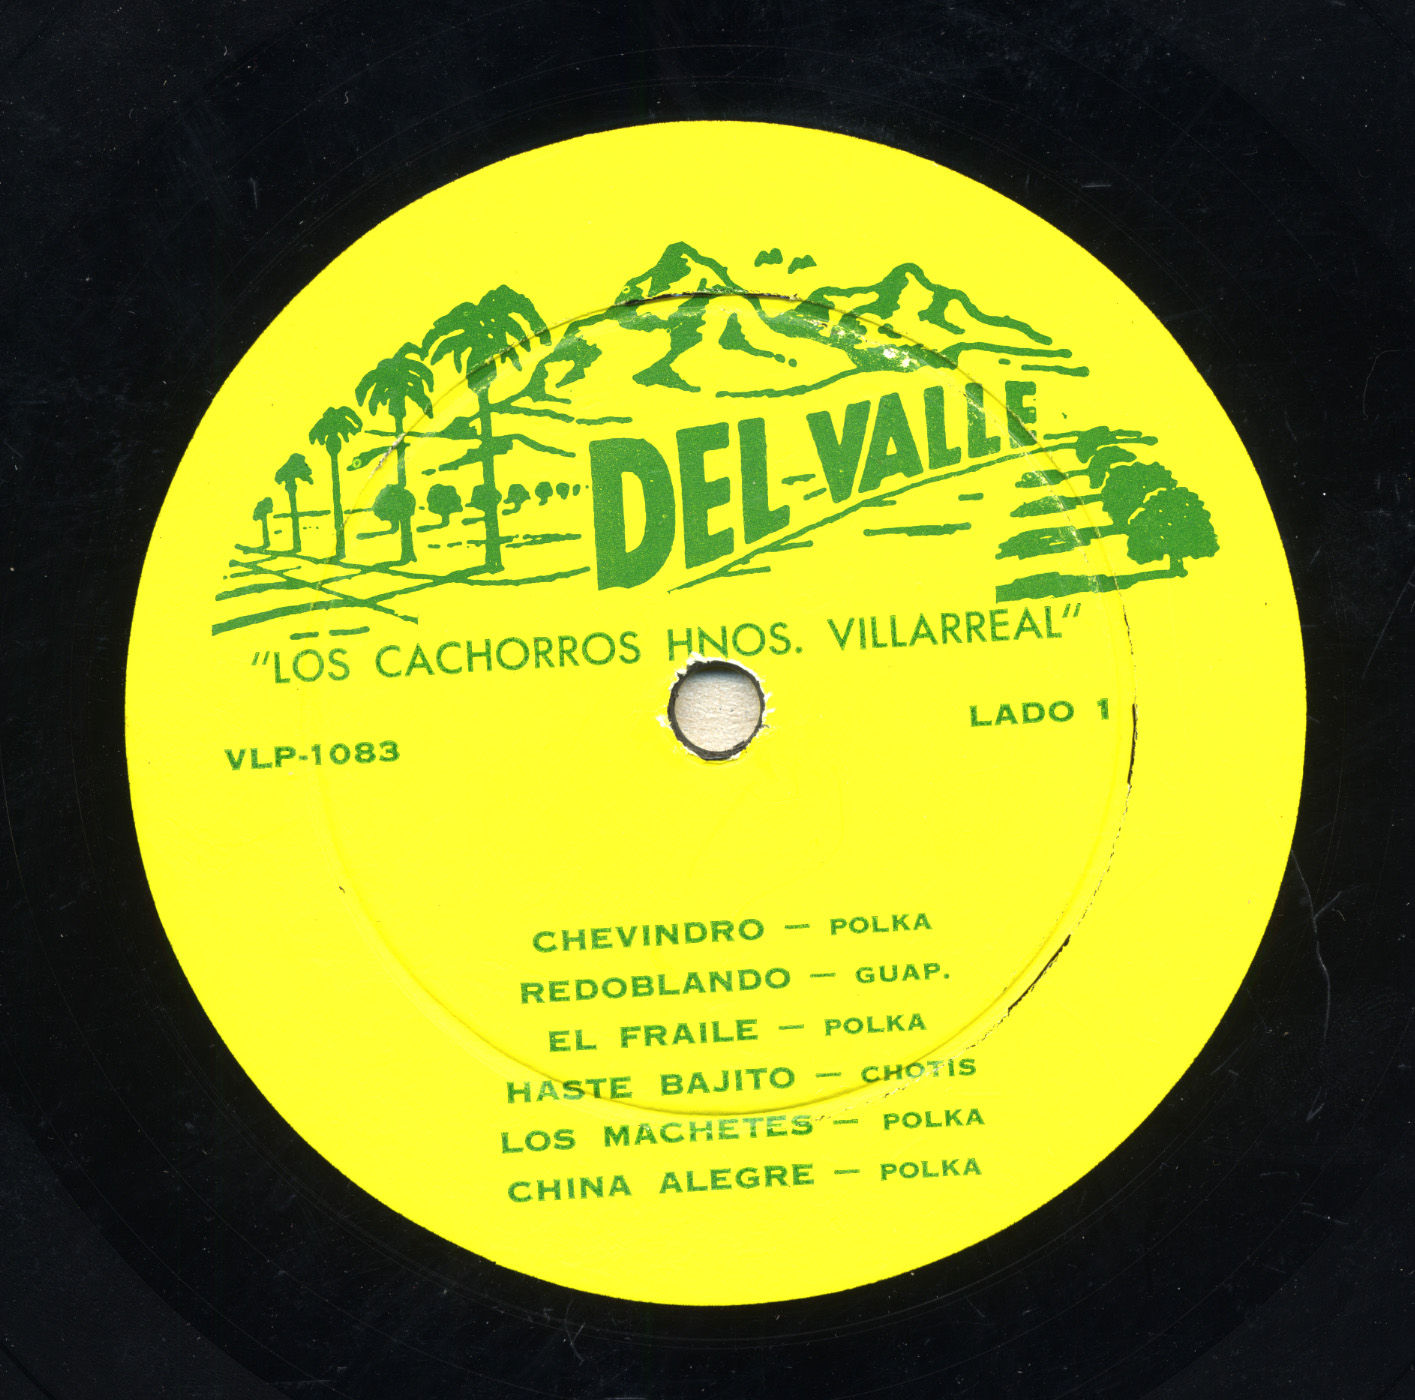 DEL VALLE
"LOS CACHORROS HNOS. VILLARREAL"
LADO 1
VLP-1083
CHEVINDRO — POLKA
REDOBLANDO — GUAP.
EL FRAILE — POLKA
HASTE BAJITO — CHOTIS
LOS MACHETES — POLKA
CHINA ALEGRE — POLKA